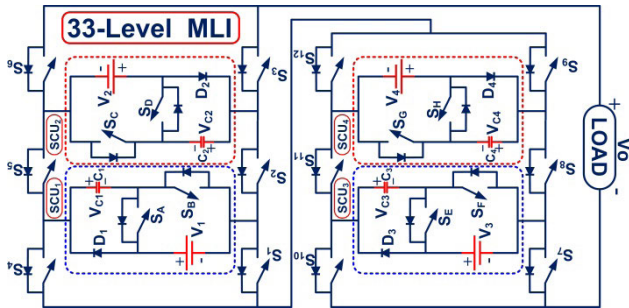 33-Level MLI
S6
S5
S4
SCU2
SCU1
V2
+
-
SC
SD
D2
C2
VC2
+
-
S3
VC1
C1
+
-
D1
SA
SB
V1
+
-
S2
S1
S12
S11
S10
SCU4
SCU3
V4
+
-
SG
SH
D4
C4
VC4
+
-
S9
VC3
C3
+
-
D3
SE
SF
V3
+
-
S8
S7
+
LOAD
Vo
-